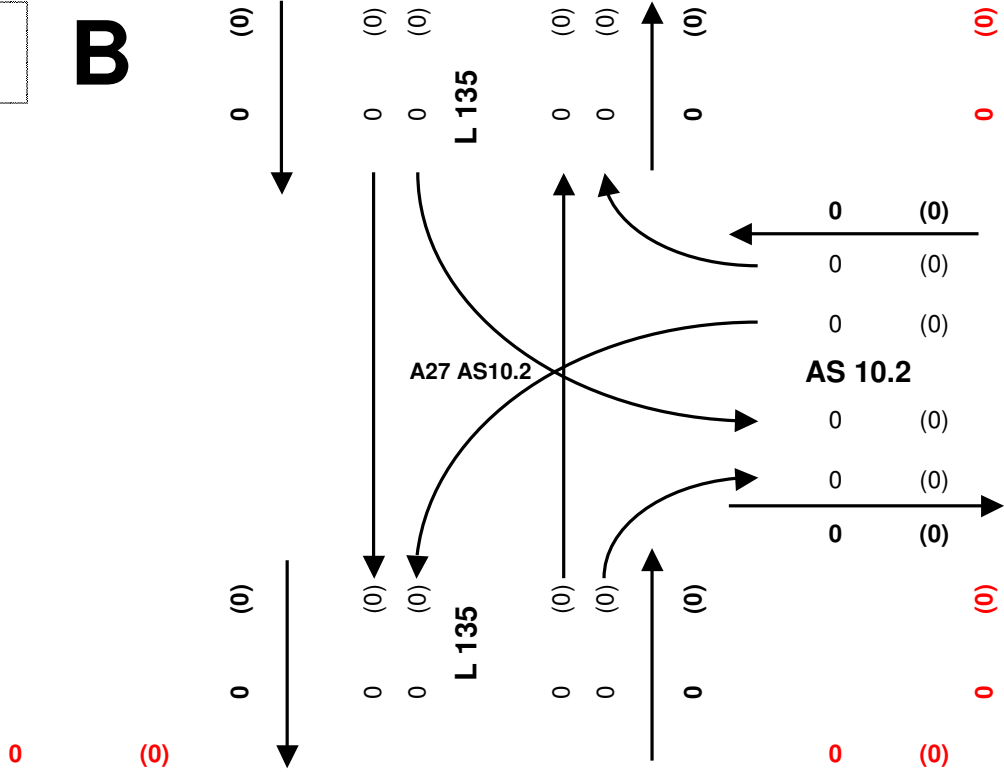 B
(0) (0) (0) (0) (0) (0) (0)
0 0 0 L 135 0 0 0 0
0 (0)
0 (0)
0 (0)
A27 AS10.2 AS 10.2
0 (0)
0 (0)
0 (0)
(0) (0) (0) (0) (0) (0) (0)
L 135
0 0 0 0 0 0 0
0 (0) 0 (0)